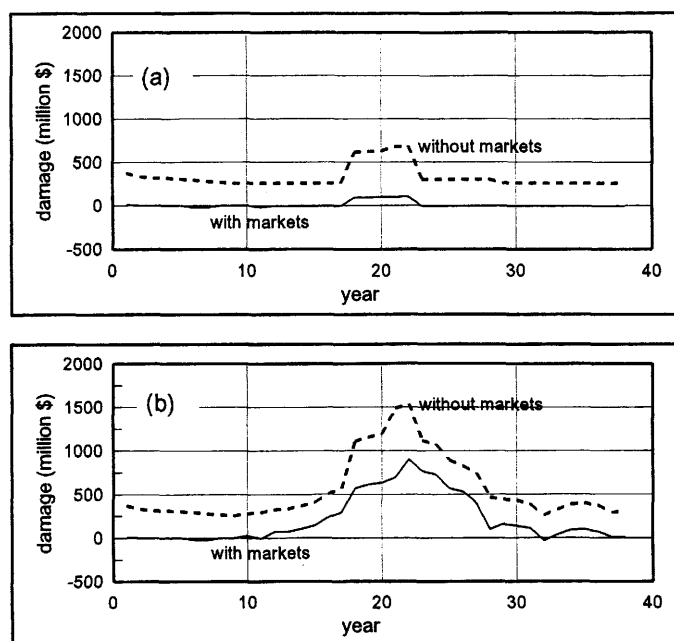 2000
(a)
1500
1000
without markets
500
0
with markets
-500
0
10
20
30
40
damage (million $)
year
2000
(b)
1500
without markets
1000
500
0
with markets
-500
0
10
20
30
40
damage (million $)
year